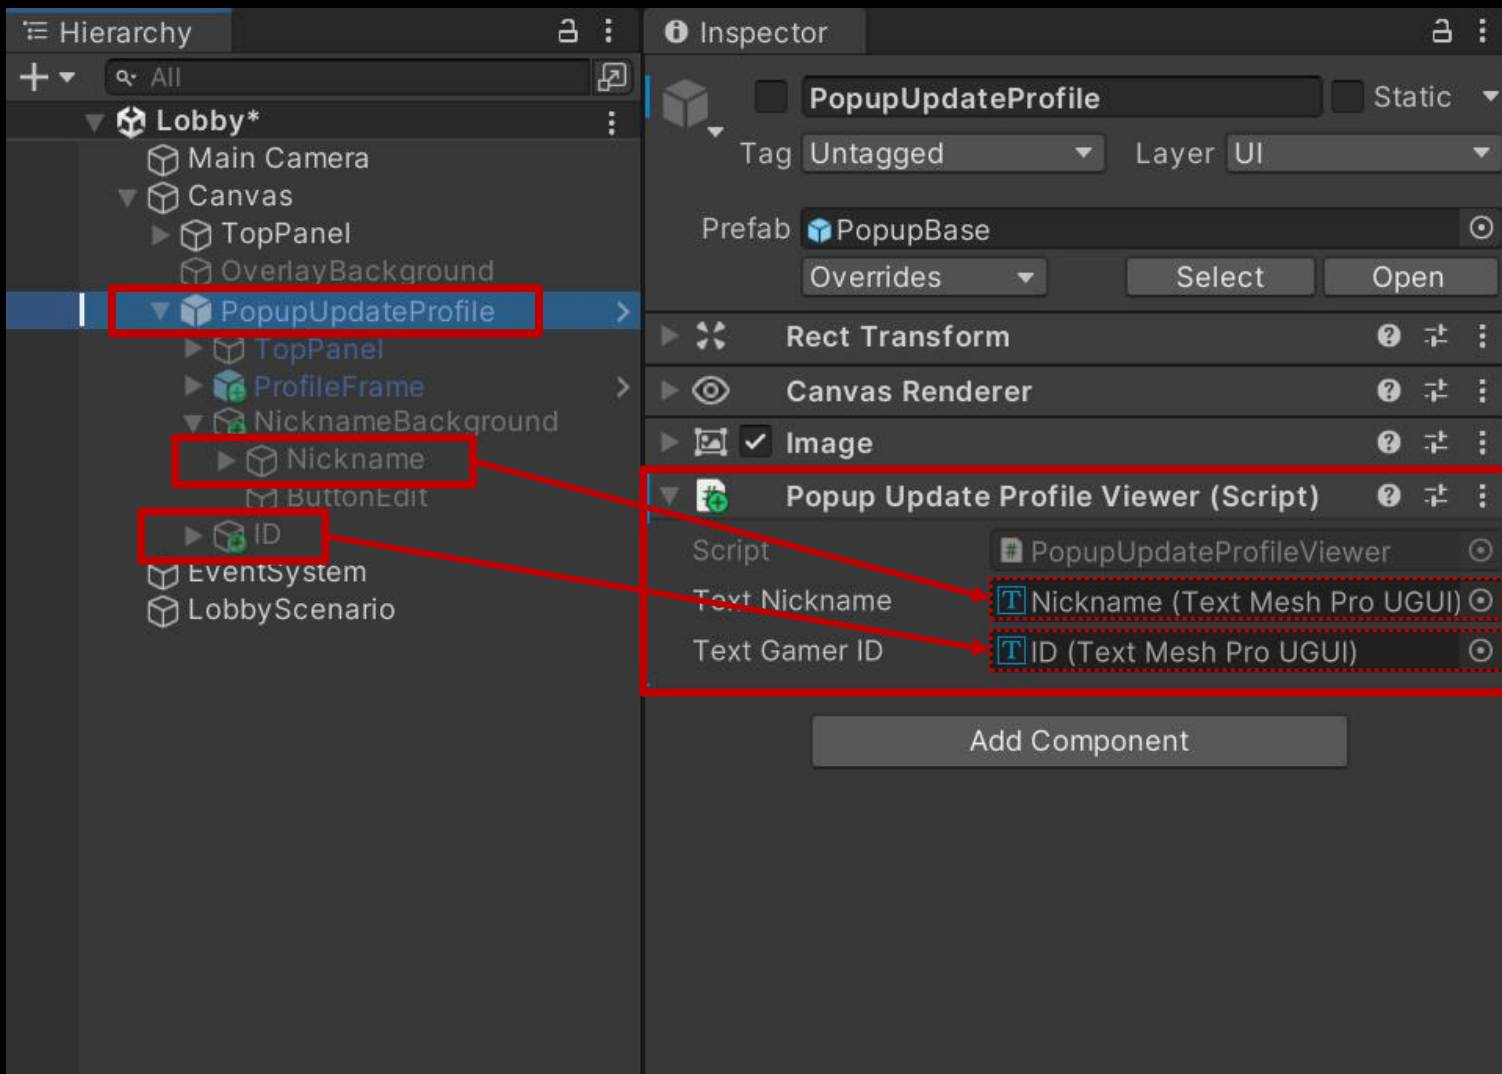 Hierarchy
All
Lobby*
Main Camera
Canvas
TopPanel
OverlayBackground
PopupUpdateProfile
TopPanel
ProfileFrame
NicknameBackground
Nickname
ButtonEdit
ID
EventSystem
LobbyScenario
Inspector
PopupUpdateProfile
Static
Tag Untagged Layer UI
Prefab PopupBase
Overrides Select Open
Rect Transform
Canvas Renderer
Image
Popup Update Profile Viewer (Script)
Script PopupUpdateProfileViewer
Text Nickname Nickname (Text Mesh Pro UGUI)
Text Gamer ID ID (Text Mesh Pro UGUI)
Add Component